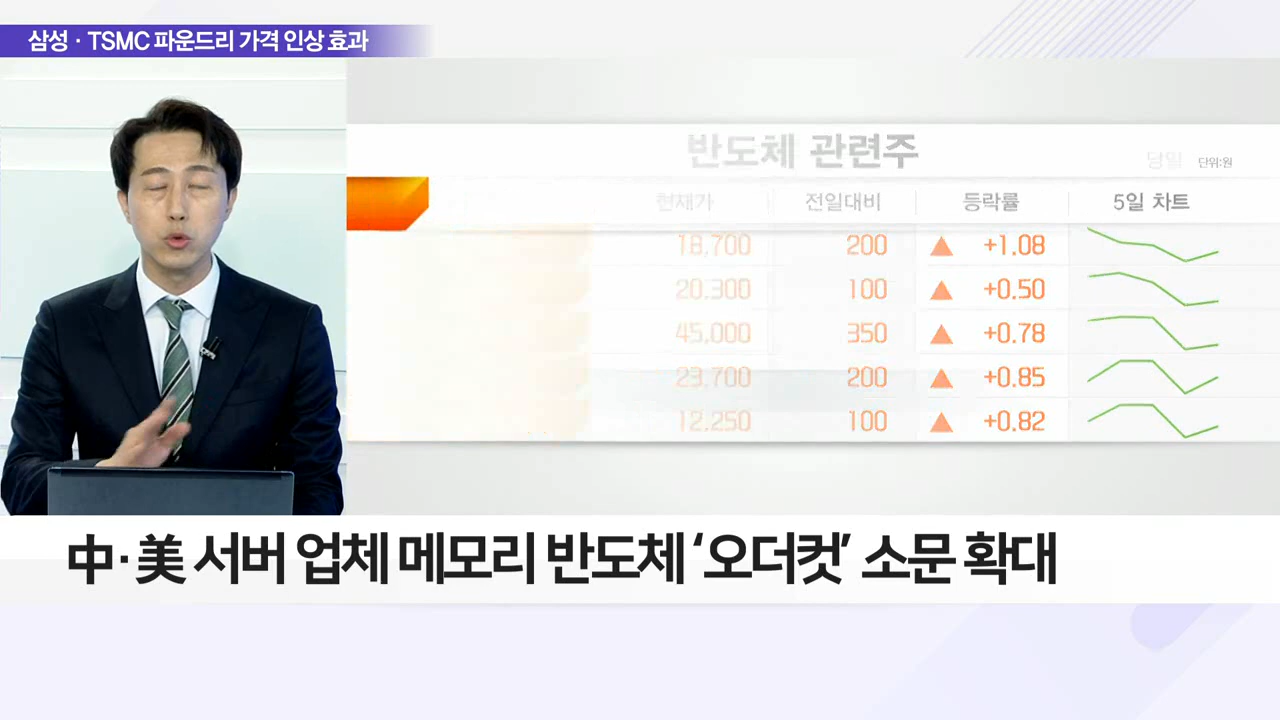 삼성 · TSMC 파운드리 가격 인상 효과
반도체 관련주
당일 단위:원
현재가 전일대비 등락률 5일 차트
18,700 200 ▲ +1.08
20,300 100 ▲ +0.50
45,000 350 ▲ +0.78
23,700 200 ▲ +0.85
12,250 100 ▲ +0.82
中·美 서버 업체 메모리 반도체 ‘오더컷’ 소문 확대